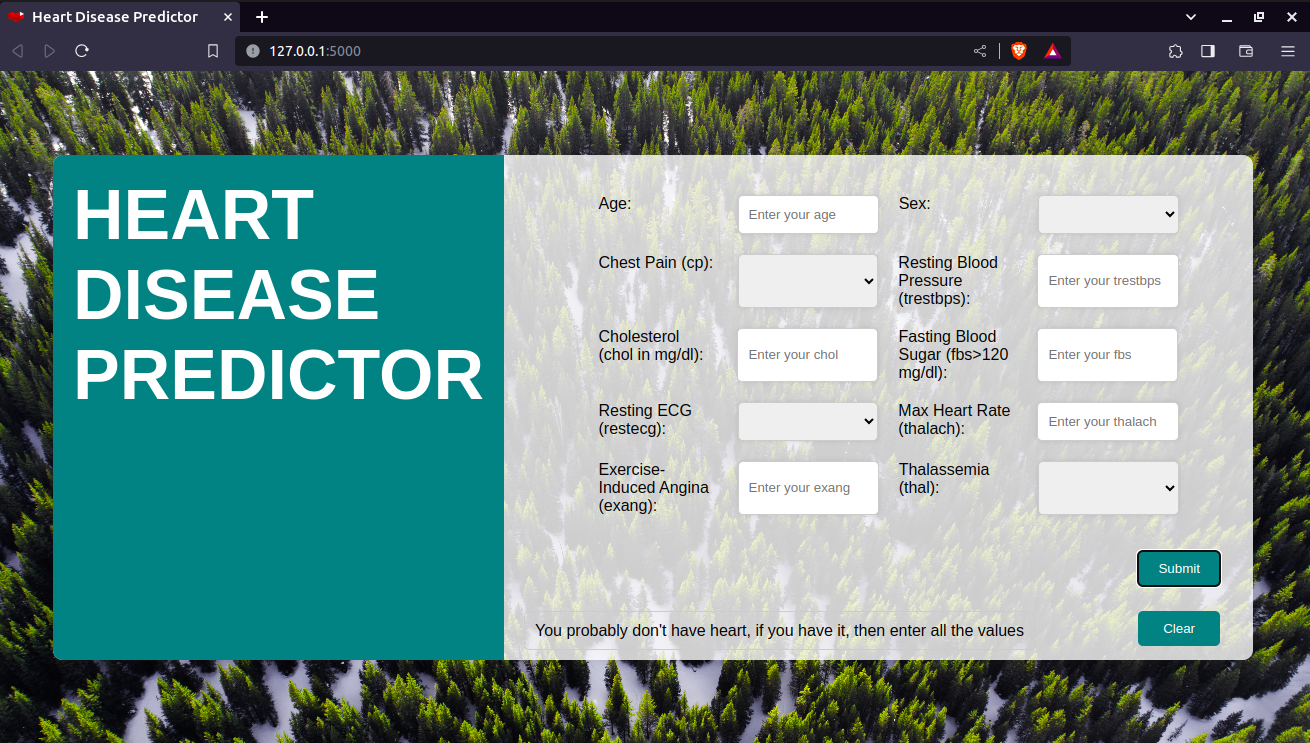 Heart Disease Predictor
127.0.0.1:5000
HEART
DISEASE
PREDICTOR
Age:
Enter your age
Sex:
Chest Pain (cp):
Resting Blood
Pressure
(trestbps):
Enter your trestbps
Cholesterol
(chol in mg/dl):
Enter your chol
Fasting Blood
Sugar (fbs>120
mg/dl):
Enter your fbs
Resting ECG
(restecg):
Max Heart Rate
(thalach):
Enter your thalach
Exercise-
Induced Angina
(exang):
Enter your exang
Thalassemia
(thal):
Submit
You probably don't have heart, if you have it, then enter all the values
Clear